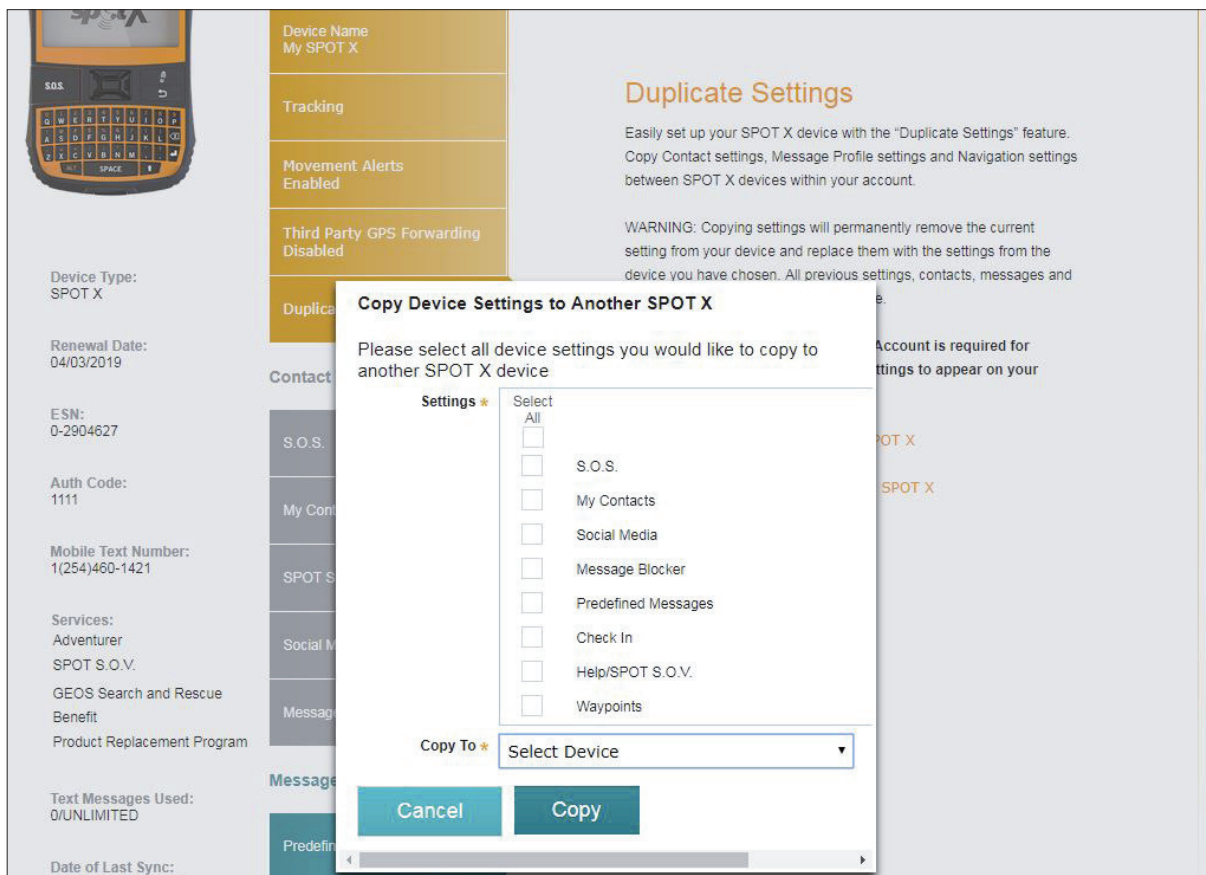 spot X
S.O.S.
Q W E R T Y U I O P
A S D F G H J K L
Z X C V B N M
ALT SPACE
Device Type:
SPOT X
Renewal Date:
04/03/2019
ESN:
0-2904627
Auth Code:
1111
Mobile Text Number:
1(254)460-1421
Services:
Adventurer
SPOT S.O.V.
GEOS Search and Rescue
Benefit
Product Replacement Program
Text Messages Used:
0/UNLIMITED
Date of Last Sync:
Device Name
My SPOT X
Tracking
Movement Alerts
Enabled
Third Party GPS Forwarding
Disabled
Duplica
Contact
S.O.S.
My Cont
SPOT S
Social M
Message
Message
Predefin
Duplicate Settings
Easily set up your SPOT X device with the “Duplicate Settings” feature.
Copy Contact settings, Message Profile settings and Navigation settings
between SPOT X devices within your account.
WARNING: Copying settings will permanently remove the current
setting from your device and replace them with the settings from the
device you have chosen. All previous settings, contacts, messages and
e.
Account is required for
ttings to appear on your
POT X
SPOT X
Copy Device Settings to Another SPOT X
Please select all device settings you would like to copy to
another SPOT X device
Settings *
Select
All
S.O.S.
My Contacts
Social Media
Message Blocker
Predefined Messages
Check In
Help/SPOT S.O.V.
Waypoints
Copy To * Select Device
Cancel Copy